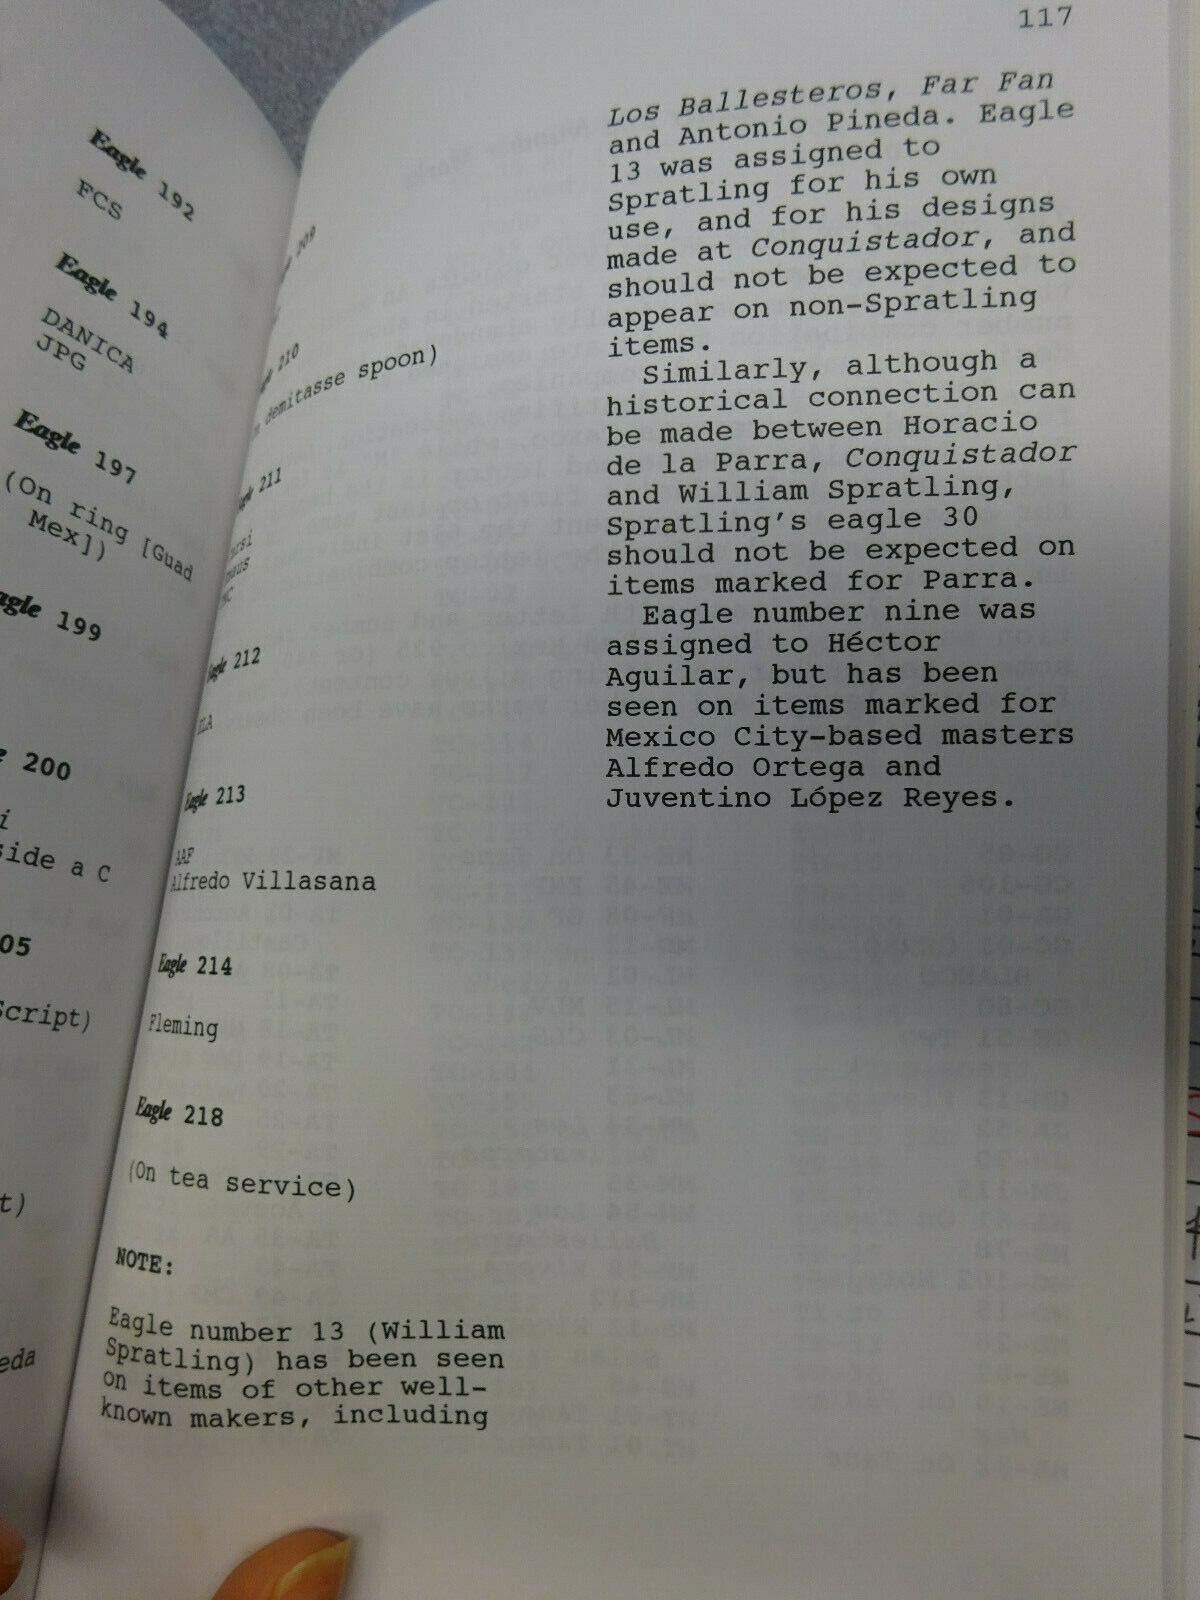 Eagle 192
FCS
Eagle 194
DANICA
JPG
Eagle 197
(On ring [Guad
Mex])
199
200
side a C
05
Script)
117
209
210
demitasse spoon)
211
Eagle 212
Eagle 213
AAF
Alfredo Villasana
Eagle 214
Fleming
Eagle 218
(On tea service)
NOTE:
Eagle number 13 (William
Spratling) has been seen
on items of other well-
known makers, including
Los Ballesteros, Far Fan
and Antonio Pineda. Eagle
13 was assigned to
Spratling for his own
use, and for his designs
made at Conquistador, and
should not be expected to
appear on non-Spratling
items.
Similarly, although a
historical connection can
be made between Horacio
de la Parra, Conquistador
and William Spratling,
Spratling's eagle 30
should not be expected on
items marked for Parra.
Eagle number nine was
assigned to Héctor
Aguilar, but has been
seen on items marked for
Mexico City-based masters
Alfredo Ortega and
Juventino López Reyes.